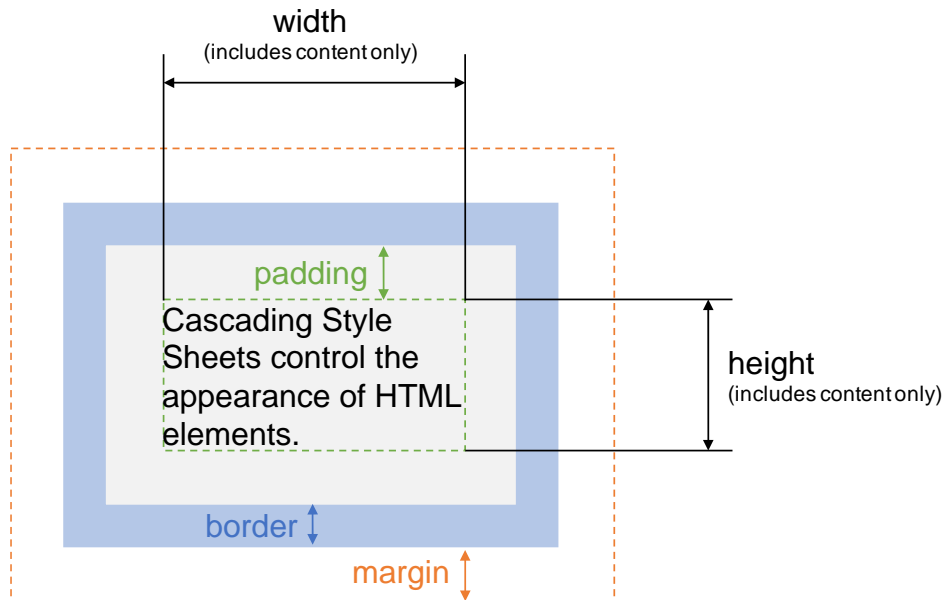 width
(includes content only)
padding
Cascading Style
Sheets control the
appearance of HTML
elements.
height
(includes content only)
border
margin